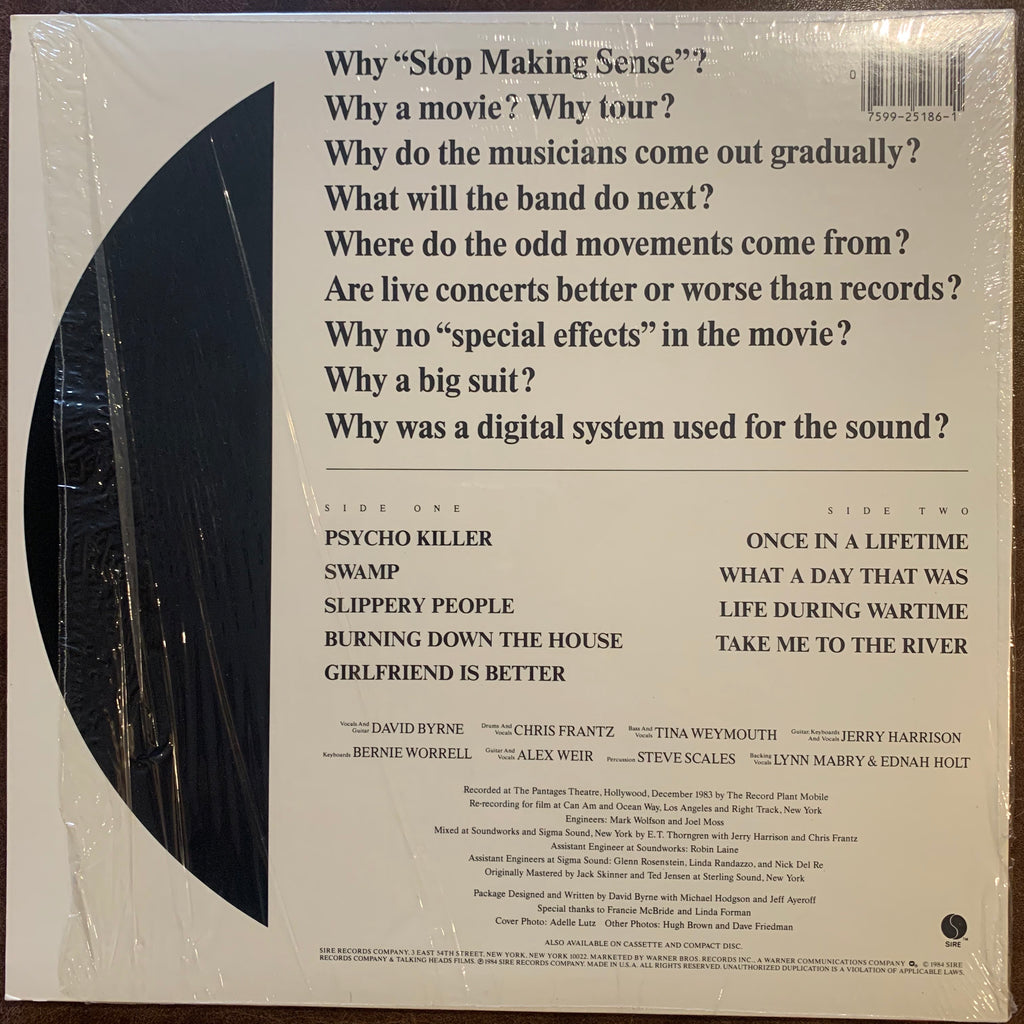 Why “Stop Making Sense”?
Why a movie? Why tour?
Why do the musicians come out gradually?
What will the band do next?
Where do the odd movements come from?
Are live concerts better or worse than records?
Why no “special effects” in the movie?
Why a big suit?
Why was a digital system used for the sound?
0 7599-25186-1
SIDE ONE
PSYCHO KILLER
SWAMP
SLIPPERY PEOPLE
BURNING DOWN THE HOUSE
GIRLFRIEND IS BETTER
SIDE TWO
ONCE IN A LIFETIME
WHAT A DAY THAT WAS
LIFE DURING WARTIME
TAKE ME TO THE RIVER
Vocals And Guitar DAVID BYRNE Drums And Vocals CHRIS FRANTZ Bass And Vocals TINA WEYMOUTH Guitar, Keyboards And Vocals JERRY HARRISON
Keyboards BERNIE WORRELL Guitar And Vocals ALEX WEIR Percussion STEVE SCALES Backing Vocals LYNN MABRY & EDNAH HOLT
Recorded at The Pantages Theatre, Hollywood, December 1983 by The Record Plant Mobile
Re-recording for film at Can Am and Ocean Way, Los Angeles and Right Track, New York
Engineers: Mark Wolfson and Joel Moss
Mixed at Soundworks and Sigma Sound, New York by E.T. Thorngren with Jerry Harrison and Chris Frantz
Assistant Engineer at Soundworks: Robin Laine
Assistant Engineers at Sigma Sound: Glenn Rosenstein, Linda Randazzo, and Nick Del Re
Originally Mastered by Jack Skinner and Ted Jensen at Sterling Sound, New York
Package Designed and Written by David Byrne with Michael Hodgson and Jeff Ayeroff
Special thanks to Francie McBride and Linda Forman
Cover Photo: Adelle Lutz Other Photos: Hugh Brown and Dave Friedman
ALSO AVAILABLE ON CASSETTE AND COMPACT DISC.
SIRE RECORDS COMPANY, 3 EAST 54TH STREET, NEW YORK, NEW YORK 10022. MARKETED BY WARNER BROS. RECORDS INC., A WARNER COMMUNICATIONS COMPANY © 1984 SIRE
RECORDS COMPANY & TALKING HEADS FILMS. ℗ 1984 SIRE RECORDS COMPANY. MADE IN U.S.A. ALL RIGHTS RESERVED. UNAUTHORIZED DUPLICATION IS A VIOLATION OF APPLICABLE LAWS.
SIRE